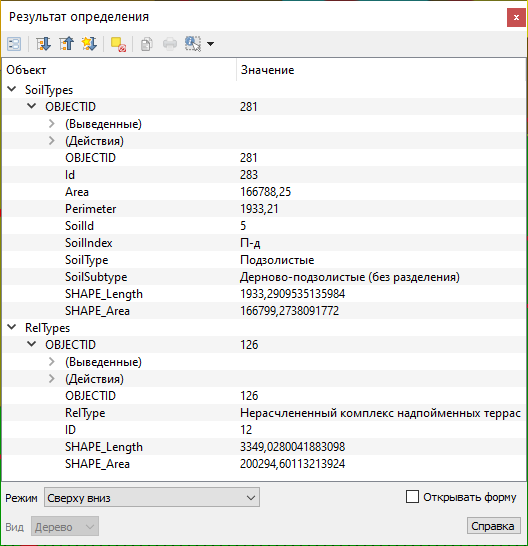 Результат определения
Объект Значение
SoilTypes
OBJECTID 281
(Выведенные)
(Действия)
OBJECTID 281
Id 283
Area 166788,25
Perimeter 1933,21
SoilId 5
SoilIndex П-д
SoilType Подзолистые
SoilSubtype Дерново-подзолистые (без разделения)
SHAPE_Length 1933,2909535135984
SHAPE_Area 166799,2738091772
RelTypes
OBJECTID 126
(Выведенные)
(Действия)
OBJECTID 126
RelType Нерасчлененный комплекс надпойменных террас
ID 12
SHAPE_Length 3349,0280041883098
SHAPE_Area 200294,60113213924
Режим Сверху вниз Открывать форму
Вид Дерево Справка